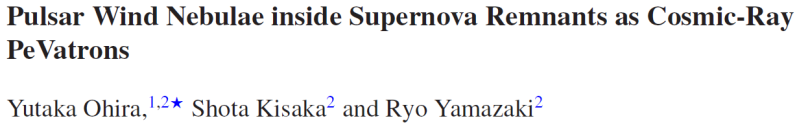 Pulsar Wind Nebulae inside Supernova Remnants as Cosmic-Ray
PeVatrons
Yutaka Ohira,1,2★ Shota Kisaka2 and Ryo Yamazaki2